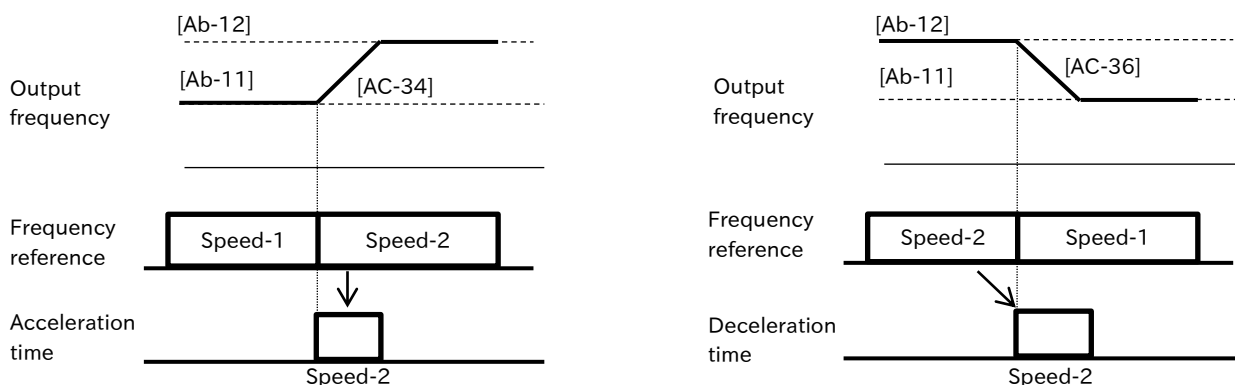 [Ab-12]
[Ab-11]
[AC-34]
Output
frequency
Frequency
reference
Speed-1
Speed-2
Acceleration
time
Speed-2
[Ab-12]
[Ab-11]
[AC-36]
Output
frequency
Frequency
reference
Speed-2
Speed-1
Deceleration
time
Speed-2